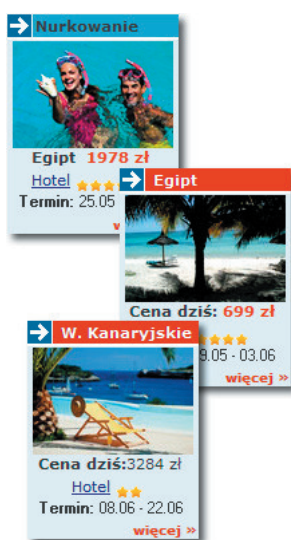 Nurkowanie
Egipt 1978 zł
Hotel
Termin: 25.05
Egipt
Cena dziś: 699 zł
.05 - 03.06
więcej »
W. Kanaryjskie
Cena dziś:3284 zł
Hotel
Termin: 08.06 - 22.06
więcej »